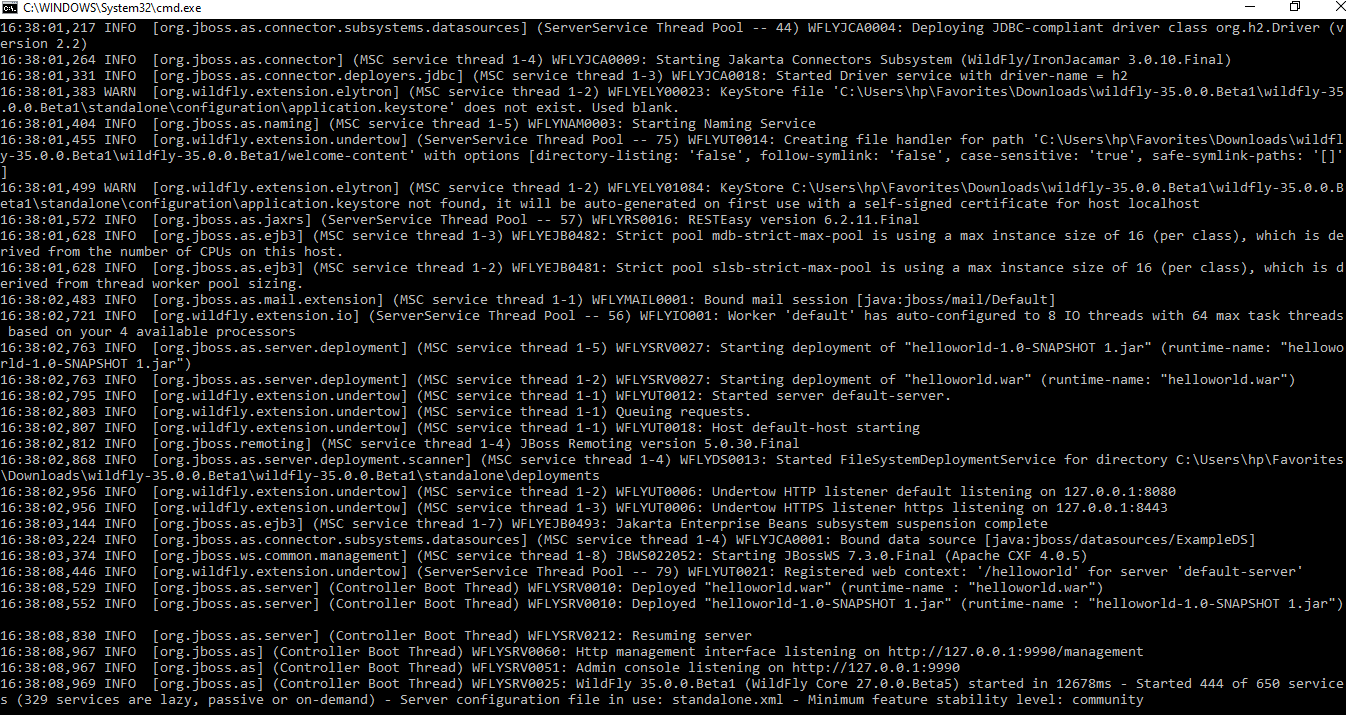 C:\WINDOWS\System32\cmd.exe
16:38:01,217 INFO  [org.jboss.as.connector.subsystems.datasources] (ServerService Thread Pool -- 44) WFLYJCA0004: Deploying JDBC-compliant driver class org.h2.Driver (v
ersion 2.2)
16:38:01,264 INFO  [org.jboss.as.connector] (MSC service thread 1-4) WFLYJCA0009: Starting Jakarta Connectors Subsystem (WildFly/IronJacamar 3.0.10.Final)
16:38:01,331 INFO  [org.jboss.as.connector.deployers.jdbc] (MSC service thread 1-3) WFLYJCA0018: Started Driver service with driver-name = h2
16:38:01,383 WARN  [org.wildfly.extension.elytron] (MSC service thread 1-2) WFLYELY00023: KeyStore file 'C:\Users\hp\Favorites\Downloads\wildfly-35.0.0.Beta1\wildfly-35
.0.0.Beta1\standalone\configuration\application.keystore' does not exist. Used blank.
16:38:01,404 INFO  [org.jboss.as.naming] (MSC service thread 1-5) WFLYNAM0003: Starting Naming Service
16:38:01,455 INFO  [org.wildfly.extension.undertow] (ServerService Thread Pool -- 75) WFLYUT0014: Creating file handler for path 'C:\Users\hp\Favorites\Downloads\wildfl
y-35.0.0.Beta1\wildfly-35.0.0.Beta1/welcome-content' with options [directory-listing: 'false', follow-symlink: 'false', case-sensitive: 'true', safe-symlink-paths: '[]'
]
16:38:01,499 WARN  [org.wildfly.extension.elytron] (MSC service thread 1-2) WFLYELY01084: KeyStore C:\Users\hp\Favorites\Downloads\wildfly-35.0.0.Beta1\wildfly-35.0.0.B
eta1\standalone\configuration\application.keystore not found, it will be auto-generated on first use with a self-signed certificate for host localhost
16:38:01,572 INFO  [org.jboss.as.jaxrs] (ServerService Thread Pool -- 57) WFLYRS0016: RESTEasy version 6.2.11.Final
16:38:01,628 INFO  [org.jboss.as.ejb3] (MSC service thread 1-3) WFLYEJB0482: Strict pool mdb-strict-max-pool is using a max instance size of 16 (per class), which is de
rived from the number of CPUs on this host.
16:38:01,628 INFO  [org.jboss.as.ejb3] (MSC service thread 1-2) WFLYEJB0481: Strict pool slsb-strict-max-pool is using a max instance size of 16 (per class), which is d
erived from thread worker pool sizing.
16:38:02,483 INFO  [org.jboss.as.mail.extension] (MSC service thread 1-1) WFLYMAIL0001: Bound mail session [java:jboss/mail/Default]
16:38:02,721 INFO  [org.wildfly.extension.io] (ServerService Thread Pool -- 56) WFLYIO001: Worker 'default' has auto-configured to 8 IO threads with 64 max task threads
 based on your 4 available processors
16:38:02,763 INFO  [org.jboss.as.server.deployment] (MSC service thread 1-5) WFLYSRV0027: Starting deployment of "helloworld-1.0-SNAPSHOT 1.jar" (runtime-name: "hellowo
rld-1.0-SNAPSHOT 1.jar")
16:38:02,763 INFO  [org.jboss.as.server.deployment] (MSC service thread 1-2) WFLYSRV0027: Starting deployment of "helloworld.war" (runtime-name: "helloworld.war")
16:38:02,795 INFO  [org.wildfly.extension.undertow] (MSC service thread 1-1) WFLYUT0012: Started server default-server.
16:38:02,803 INFO  [org.wildfly.extension.undertow] (MSC service thread 1-1) Queuing requests.
16:38:02,807 INFO  [org.wildfly.extension.undertow] (MSC service thread 1-1) WFLYUT0018: Host default-host starting
16:38:02,812 INFO  [org.jboss.remoting] (MSC service thread 1-4) JBoss Remoting version 5.0.30.Final
16:38:02,868 INFO  [org.jboss.as.server.deployment.scanner] (MSC service thread 1-4) WFLYDS0013: Started FileSystemDeploymentService for directory C:\Users\hp\Favorites
\Downloads\wildfly-35.0.0.Beta1\wildfly-35.0.0.Beta1\standalone\deployments
16:38:02,956 INFO  [org.wildfly.extension.undertow] (MSC service thread 1-2) WFLYUT0006: Undertow HTTP listener default listening on 127.0.0.1:8080
16:38:02,956 INFO  [org.wildfly.extension.undertow] (MSC service thread 1-3) WFLYUT0006: Undertow HTTPS listener https listening on 127.0.0.1:8443
16:38:03,144 INFO  [org.jboss.as.ejb3] (MSC service thread 1-7) WFLYEJB0493: Jakarta Enterprise Beans subsystem suspension complete
16:38:03,224 INFO  [org.jboss.as.connector.subsystems.datasources] (MSC service thread 1-4) WFLYJCA0001: Bound data source [java:jboss/datasources/ExampleDS]
16:38:03,374 INFO  [org.jboss.ws.common.management] (MSC service thread 1-8) JBWS022052: Starting JBossWS 7.3.0.Final (Apache CXF 4.0.5)
16:38:08,446 INFO  [org.wildfly.extension.undertow] (ServerService Thread Pool -- 79) WFLYUT0021: Registered web context: '/helloworld' for server 'default-server'
16:38:08,529 INFO  [org.jboss.as.server] (Controller Boot Thread) WFLYSRV0010: Deployed "helloworld.war" (runtime-name : "helloworld.war")
16:38:08,552 INFO  [org.jboss.as.server] (Controller Boot Thread) WFLYSRV0010: Deployed "helloworld-1.0-SNAPSHOT 1.jar" (runtime-name : "helloworld-1.0-SNAPSHOT 1.jar")
16:38:08,830 INFO  [org.jboss.as.server] (Controller Boot Thread) WFLYSRV0212: Resuming server
16:38:08,967 INFO  [org.jboss.as] (Controller Boot Thread) WFLYSRV0060: Http management interface listening on http://127.0.0.1:9990/management
16:38:08,967 INFO  [org.jboss.as] (Controller Boot Thread) WFLYSRV0051: Admin console listening on http://127.0.0.1:9990
16:38:08,969 INFO  [org.jboss.as] (Controller Boot Thread) WFLYSRV0025: WildFly 35.0.0.Beta1 (WildFly Core 27.0.0.Beta5) started in 12678ms - Started 444 of 650 service
s (329 services are lazy, passive or on-demand) - Server configuration file in use: standalone.xml - Minimum feature stability level: community